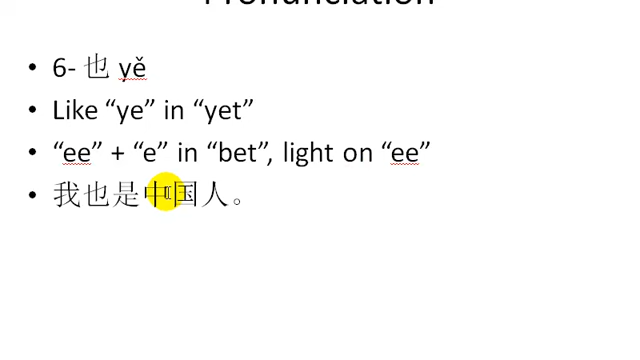 Pronunciation
6- 也 yě
Like “ye” in “yet”
“ee” + “e” in “bet”, light on “ee”
我也是中国人。